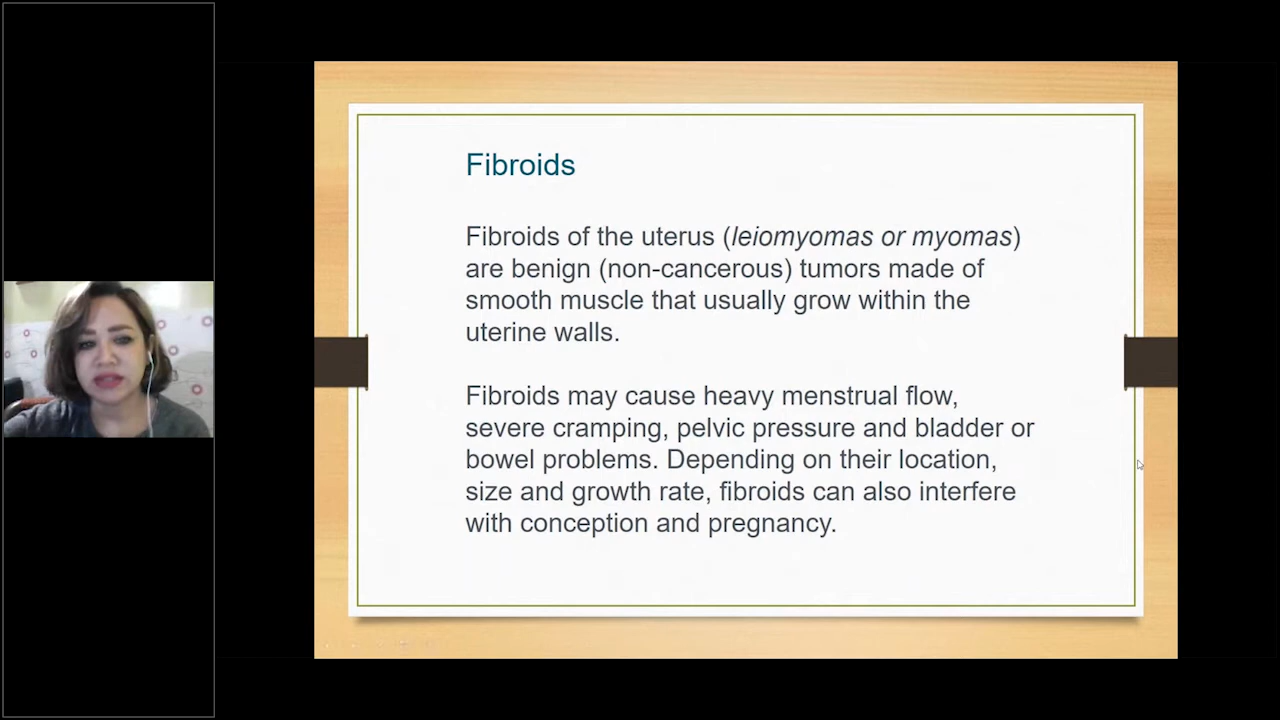 Fibroids
Fibroids of the uterus (leiomyomas or myomas)
are benign (non-cancerous) tumors made of
smooth muscle that usually grow within the
uterine walls.
Fibroids may cause heavy menstrual flow,
severe cramping, pelvic pressure and bladder or
bowel problems. Depending on their location,
size and growth rate, fibroids can also interfere
with conception and pregnancy.